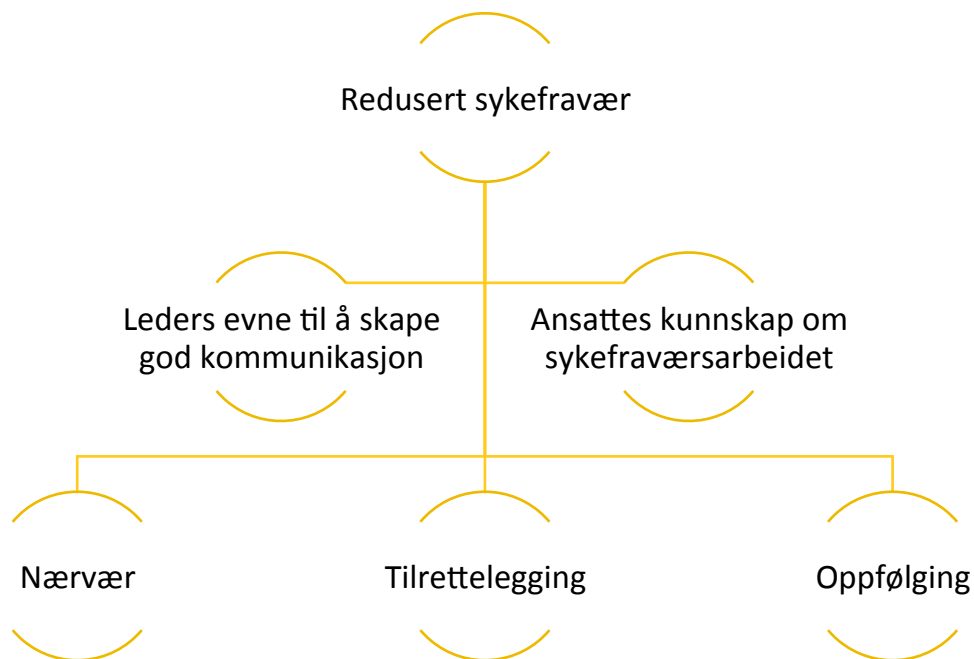 Redusert sykefravær
Leders evne til å skape
god kommunikasjon
Ansattes kunnskap om
sykefraværsarbeidet
Nærvær
Tilrettelegging
Oppfølging